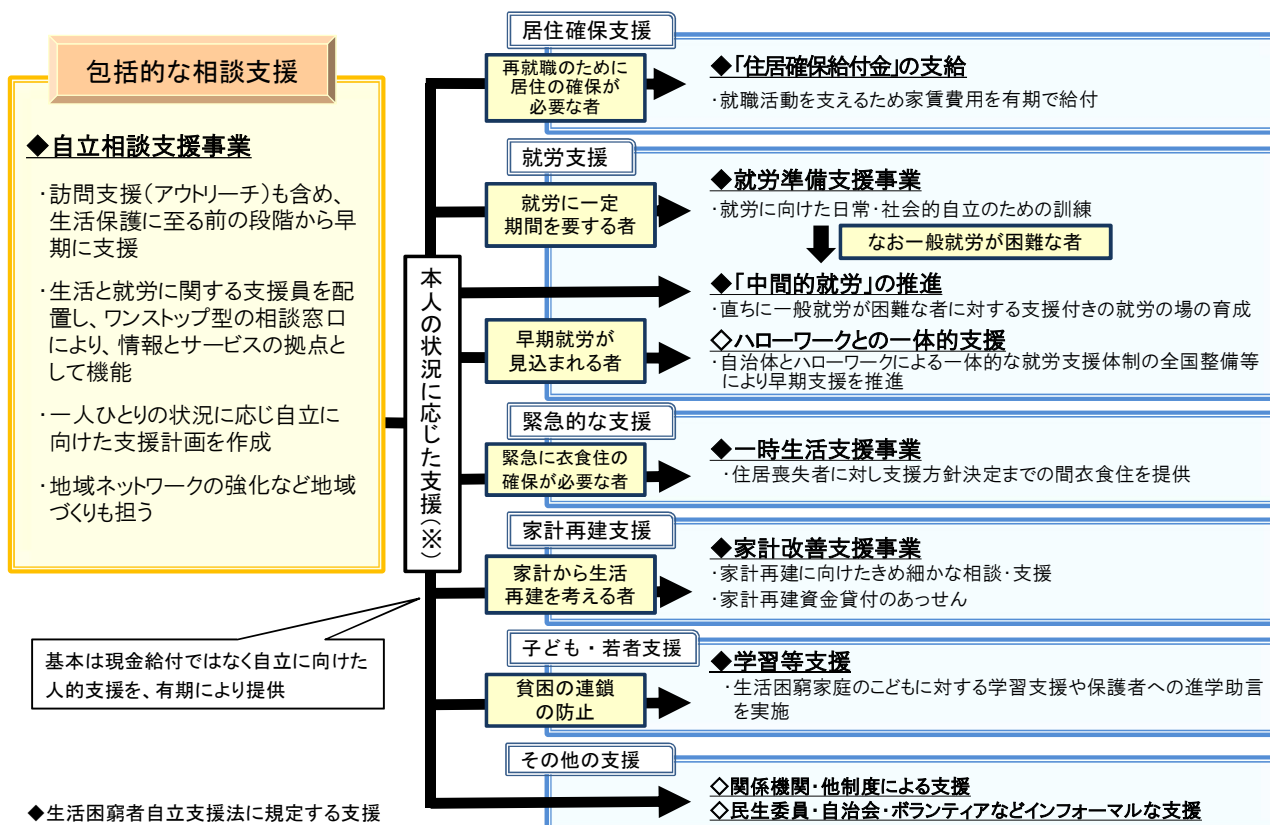 包括的な相談支援
◆自立相談支援事業
・訪問支援(アウトリーチ)も含め、
生活保護に至る前の段階から早
期に支援
・生活と就労に関する支援員を配
置し、ワンストップ型の相談窓口
により、情報とサービスの拠点と
して機能
・一人ひとりの状況に応じ自立に
向けた支援計画を作成
・地域ネットワークの強化など地域
づくりも担う
基本は現金給付ではなく自立に向けた
人的支援を、有期により提供
◆生活困窮者自立支援法に規定する支援
本人の状況に応じた支援(※)
居住確保支援
再就職のために
居住の確保が
必要な者
◆「住居確保給付金」の支給
・就職活動を支えるため家賃費用を有期で給付
就労支援
就労に一定
期間を要する者
◆就労準備支援事業
・就労に向けた日常・社会的自立のための訓練
なお一般就労が困難な者
◆「中間的就労」の推進
・直ちに一般就労が困難な者に対する支援付きの就労の場の育成
早期就労が
見込まれる者
◇ハローワークとの一体的支援
・自治体とハローワークによる一体的な就労支援体制の全国整備等
により早期支援を推進
緊急的な支援
緊急に衣食住の
確保が必要な者
◆一時生活支援事業
・住居喪失者に対し支援方針決定までの間衣食住を提供
家計再建支援
家計から生活
再建を考える者
◆家計改善支援事業
・家計再建に向けたきめ細かな相談・支援
・家計再建資金貸付のあっせん
子ども・若者支援
貧困の連鎖
の防止
◆学習等支援
・生活困窮家庭のこどもに対する学習支援や保護者への進学助言
を実施
その他の支援
◇関係機関・他制度による支援
◇民生委員・自治会・ボランティアなどインフォーマルな支援